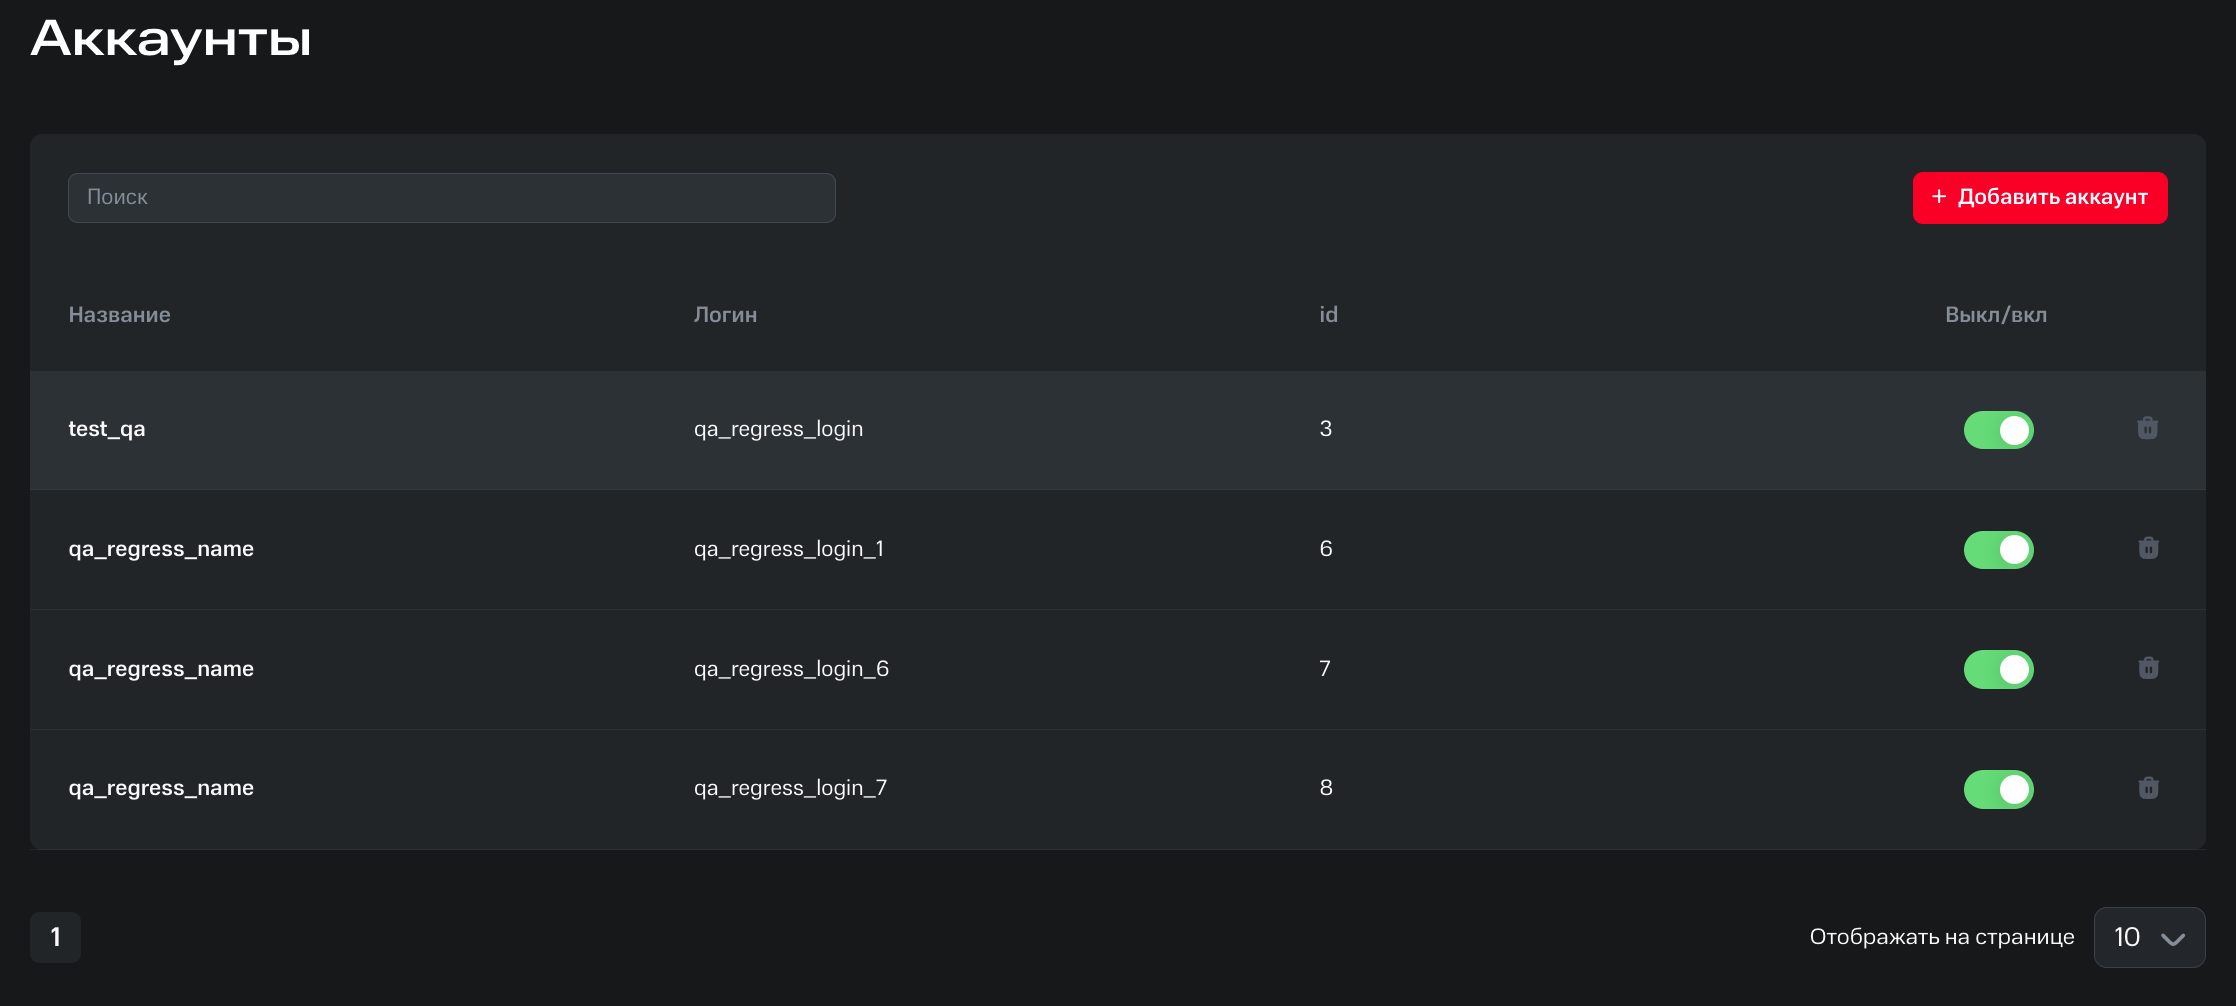 Аккаунты
Поиск
+ Добавить аккаунт
Название Логин id Выкл/вкл
test_qa qa_regress_login 3
qa_regress_name qa_regress_login_1 6
qa_regress_name qa_regress_login_6 7
qa_regress_name qa_regress_login_7 8
1 Отображать на странице 10